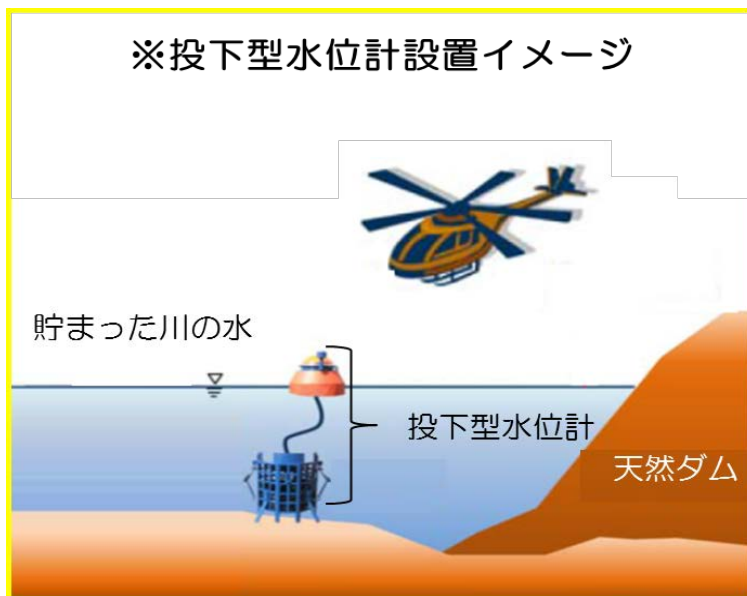 ※投下型水位計設置イメージ
貯まった川の水
投下型水位計
天然ダム